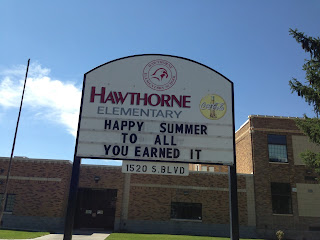 HAWTHORNE
ELEMENTARY
HAPPY SUMMER
TO ALL
YOU EARNED IT
1520 S. BLVD